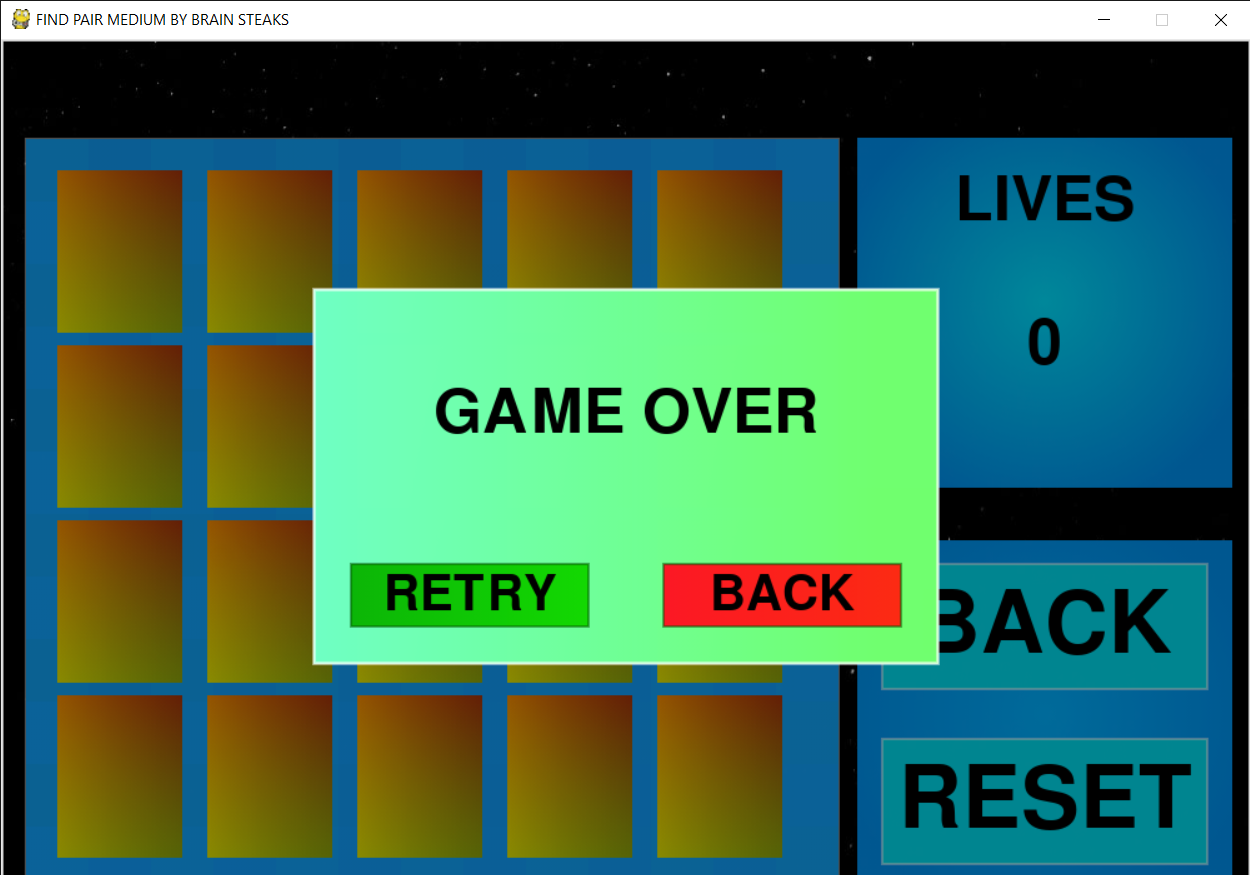 FIND PAIR MEDIUM BY BRAIN STEAKS
LIVES
0
GAME OVER
RETRY
BACK
BACK
RESET